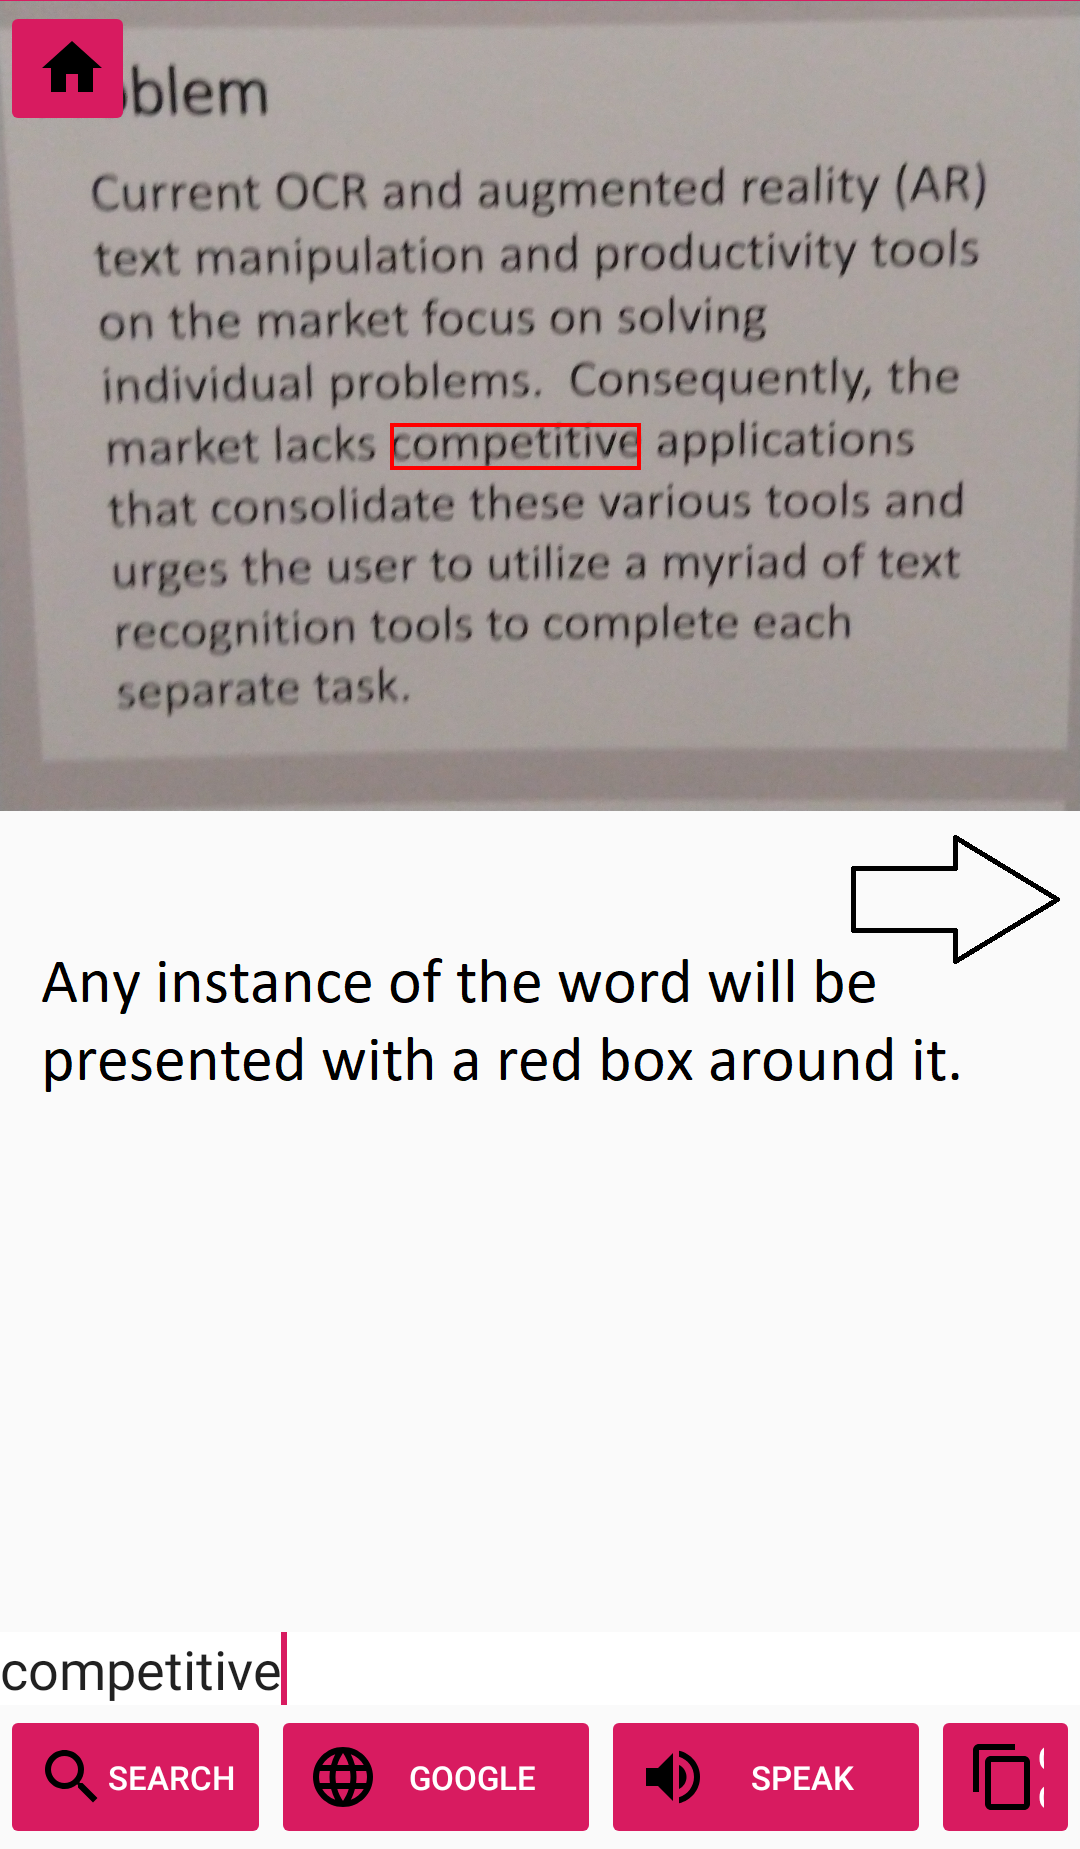 oblem
Current OCR and augmented reality (AR)
text manipulation and productivity tools
on the market focus on solving
individual problems.  Consequently, the
market lacks competitive applications
that consolidate these various tools and
urges the user to utilize a myriad of text
recognition tools to complete each
separate task.
Any instance of the word will be
presented with a red box around it.
competitive
SEARCH GOOGLE SPEAK